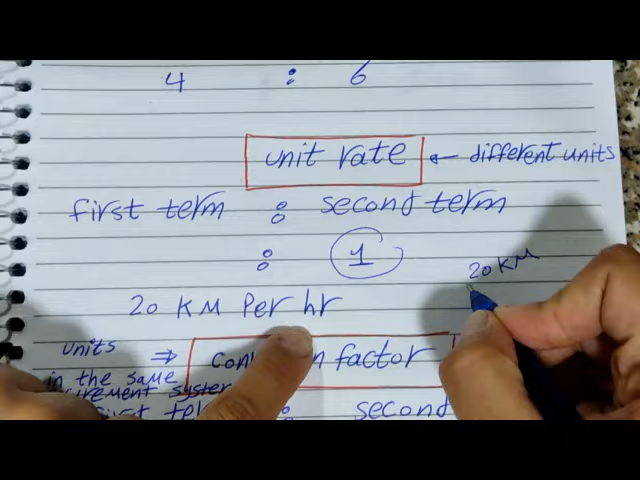 4 : 6
unit rate ← different units
first term : second term
: 1
20 KM
20 KM Per hr
units ⇒ factor
in the same
system
second